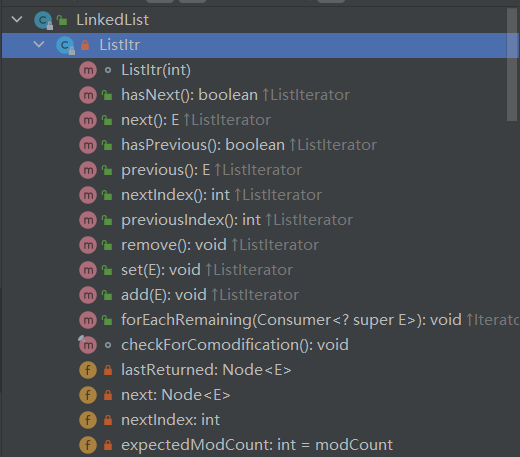 LinkedList
ListItr
ListItr(int)
hasNext(): boolean ↑ListIterator
next(): E ↑ListIterator
hasPrevious(): boolean ↑ListIterator
previous(): E ↑ListIterator
nextIndex(): int ↑ListIterator
previousIndex(): int ↑ListIterator
remove(): void ↑ListIterator
set(E): void ↑ListIterator
add(E): void ↑ListIterator
forEachRemaining(Consumer<? super E>): void ↑Iterato
checkForComodification(): void
lastReturned: Node<E>
next: Node<E>
nextIndex: int
expectedModCount: int = modCount